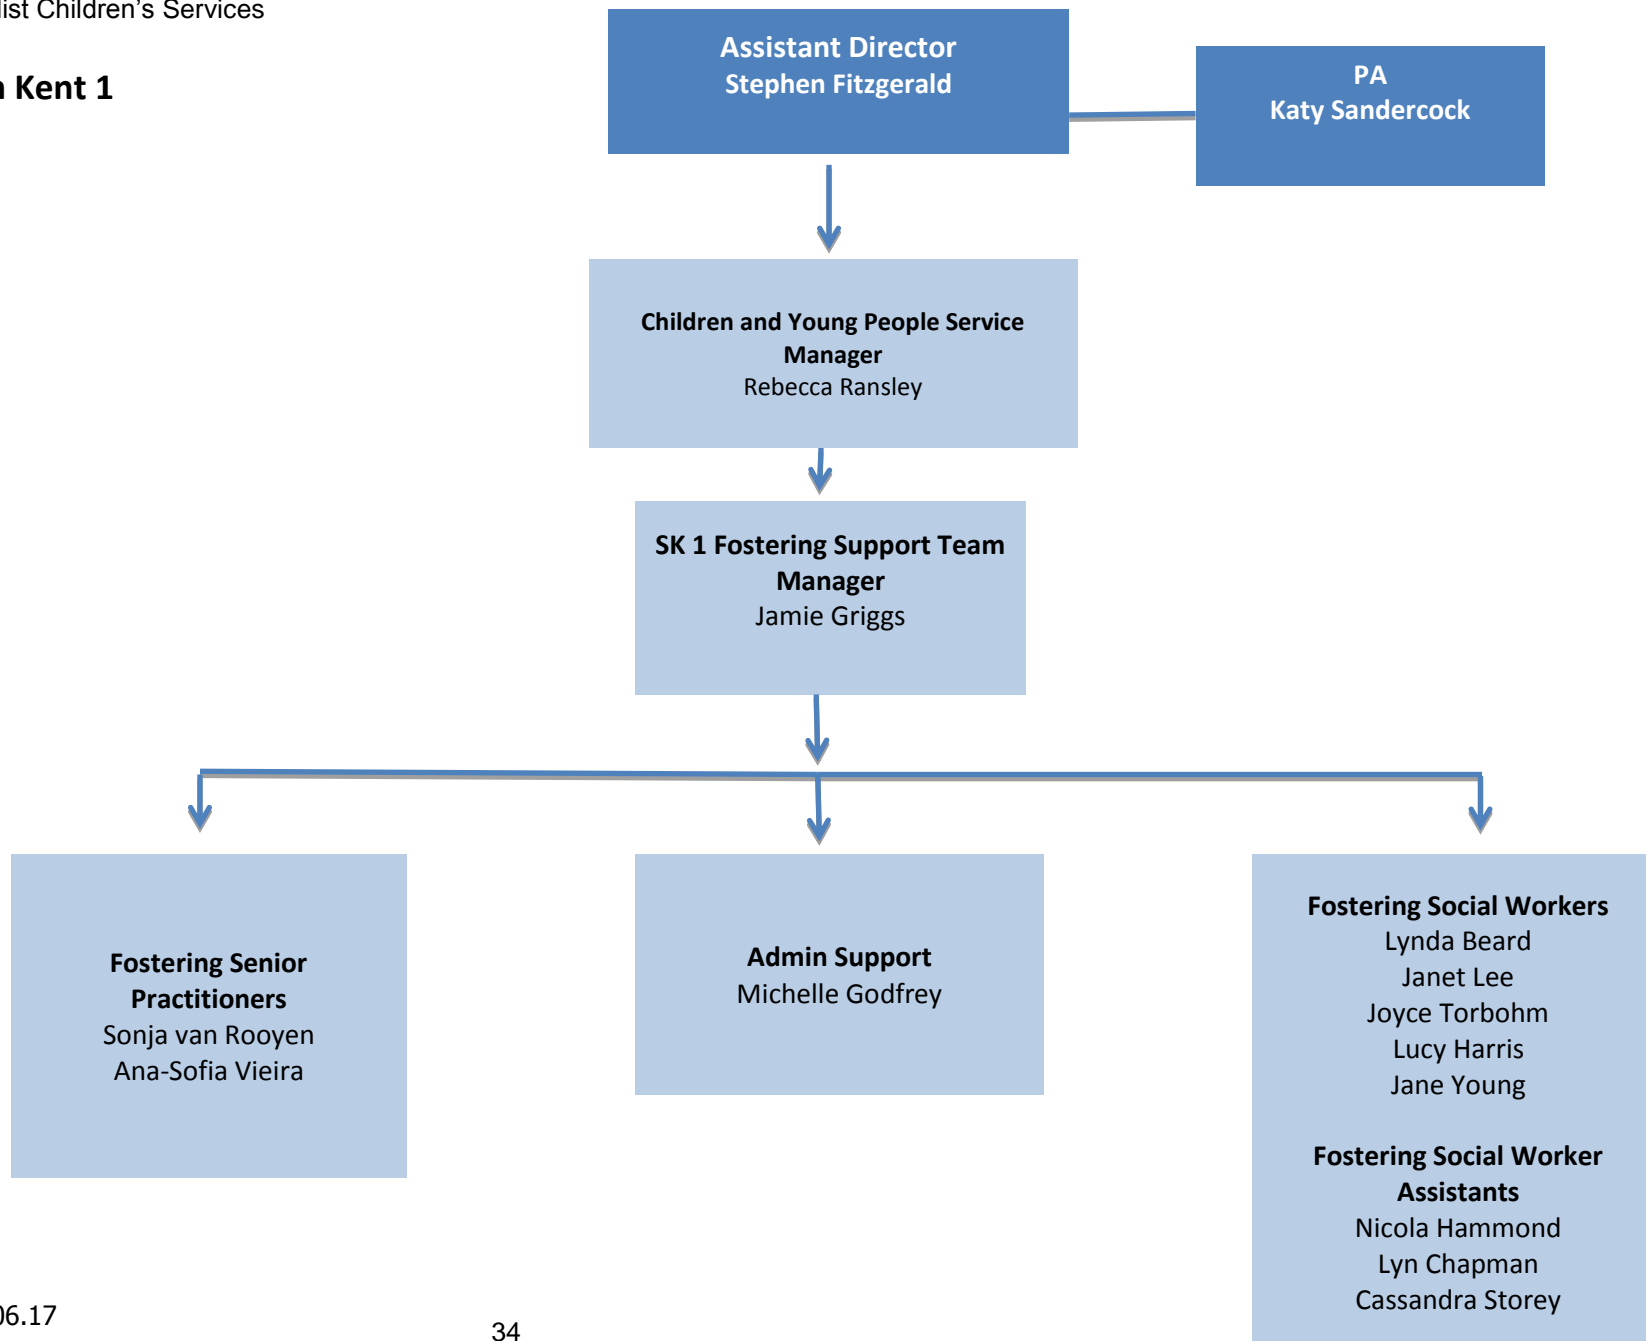 Children's Services
Kent 1
Assistant Director
Stephen Fitzgerald
PA
Katy Sandercock
Children and Young People Service
Manager
Rebecca Ransley
SK 1 Fostering Support Team
Manager
Jamie Griggs
Fostering Senior
Practitioners
Sonja van Rooyen
Ana-Sofia Vieira
Admin Support
Michelle Godfrey
Fostering Social Workers
Lynda Beard
Janet Lee
Joyce Torbohm
Lucy Harris
Jane Young
Fostering Social Worker
Assistants
Nicola Hammond
Lyn Chapman
Cassandra Storey
06.17
34